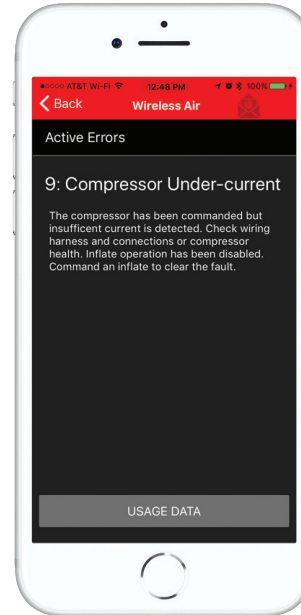 AT&T Wi-Fi 12:48 PM 100%
Back Wireless Air
Active Errors
9: Compressor Under-current
The compressor has been commanded but
insufficent current is detected. Check wiring
harness and connections or compressor
health. Inflate operation has been disabled.
Command an inflate to clear the fault.
USAGE DATA